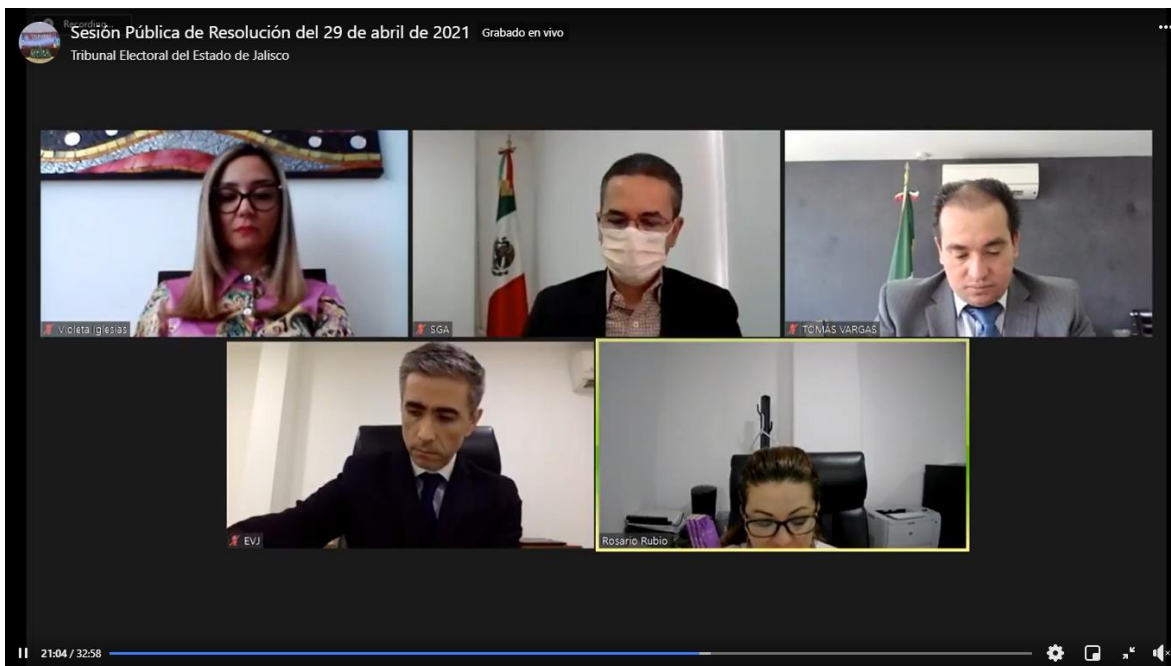 Recording...
Sesión Pública de Resolución del 29 de abril de 2021 Grabado en vivo
Tribunal Electoral del Estado de Jalisco
Violeta Iglesias
SGA
TOMÁS VARGAS
EVJ
Rosario Rubio
21:04 / 32:58